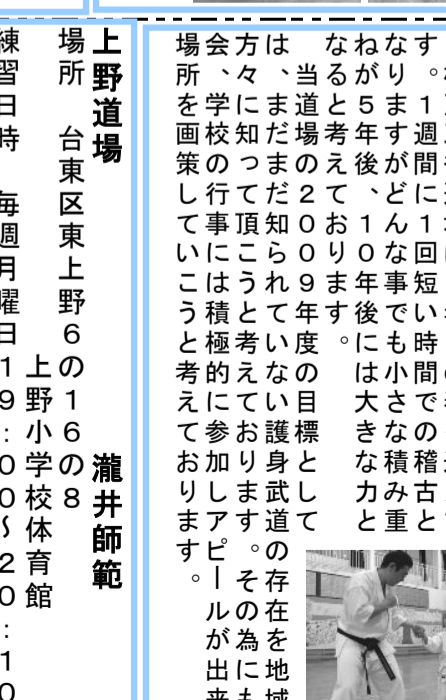 す。１週間に１回短い時間での稽古と
なりますがどんな事でも小さな積み重
ねが５年後、１０年後には大きな力と
なると考えております。
　当道場の２００９年度の目標として
は、まだまだ知られていない護身武道の存在を地域
方々に知って頂こうと考えております。その為にも
会、学校の行事には積極的に参加しアピールが出来
場所を画策していこうと考えております。
上野道場　瀧井師範
場所　台東区東上野６の１６の８
上野小学校体育館
練習日時　毎週月曜日１９：００～２０：１０